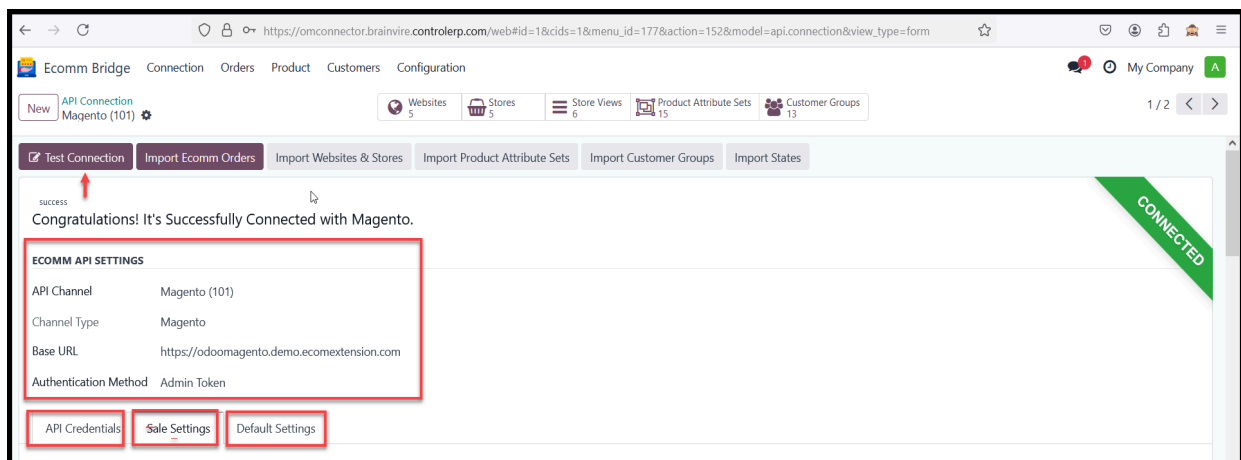 https://omconnector.brainvire.controlerp.com/web#id=1&cids=1&menu_id=177&action=152&model=api.connection&view_type=form
Ecomm Bridge Connection Orders Product Customers Configuration 1 My Company A
New API Connection Websites Stores Store Views Product Attribute Sets Customer Groups 1 / 2
Magento (101) 5 5 6 15 13
Test Connection Import Ecomm Orders Import Websites & Stores Import Product Attribute Sets Import Customer Groups Import States
success
Congratulations! It's Successfully Connected with Magento.
CONNECTED
ECOMM API SETTINGS
API Channel Magento (101)
Channel Type Magento
Base URL https://odoomagento.demo.ecomextension.com
Authentication Method Admin Token
API Credentials Sale Settings Default Settings